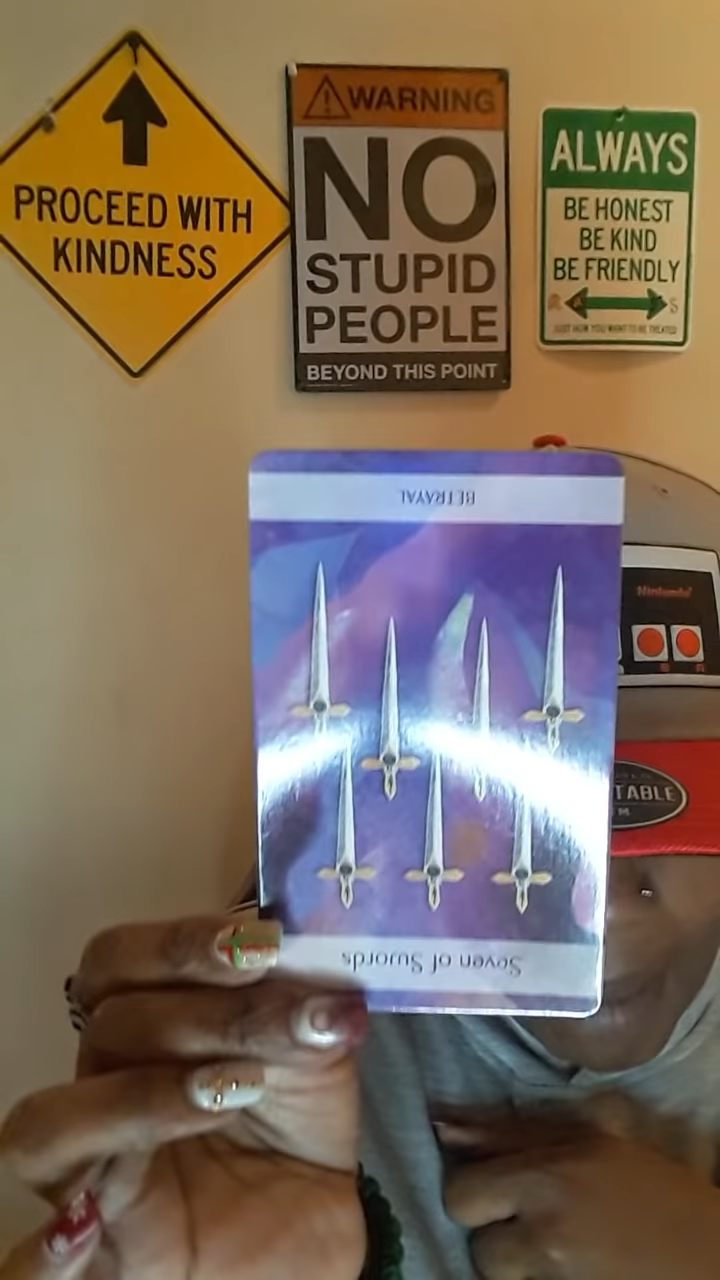 PROCEED WITH
KINDNESS
WARNING
NO
STUPID
PEOPLE
BEYOND THIS POINT
ALWAYS
BE HONEST
BE KIND
BE FRIENDLY
JUST HOW YOU WANT TO BE TREATED
BETRAYAL
Nintendo
TABLE
Seven of Swords